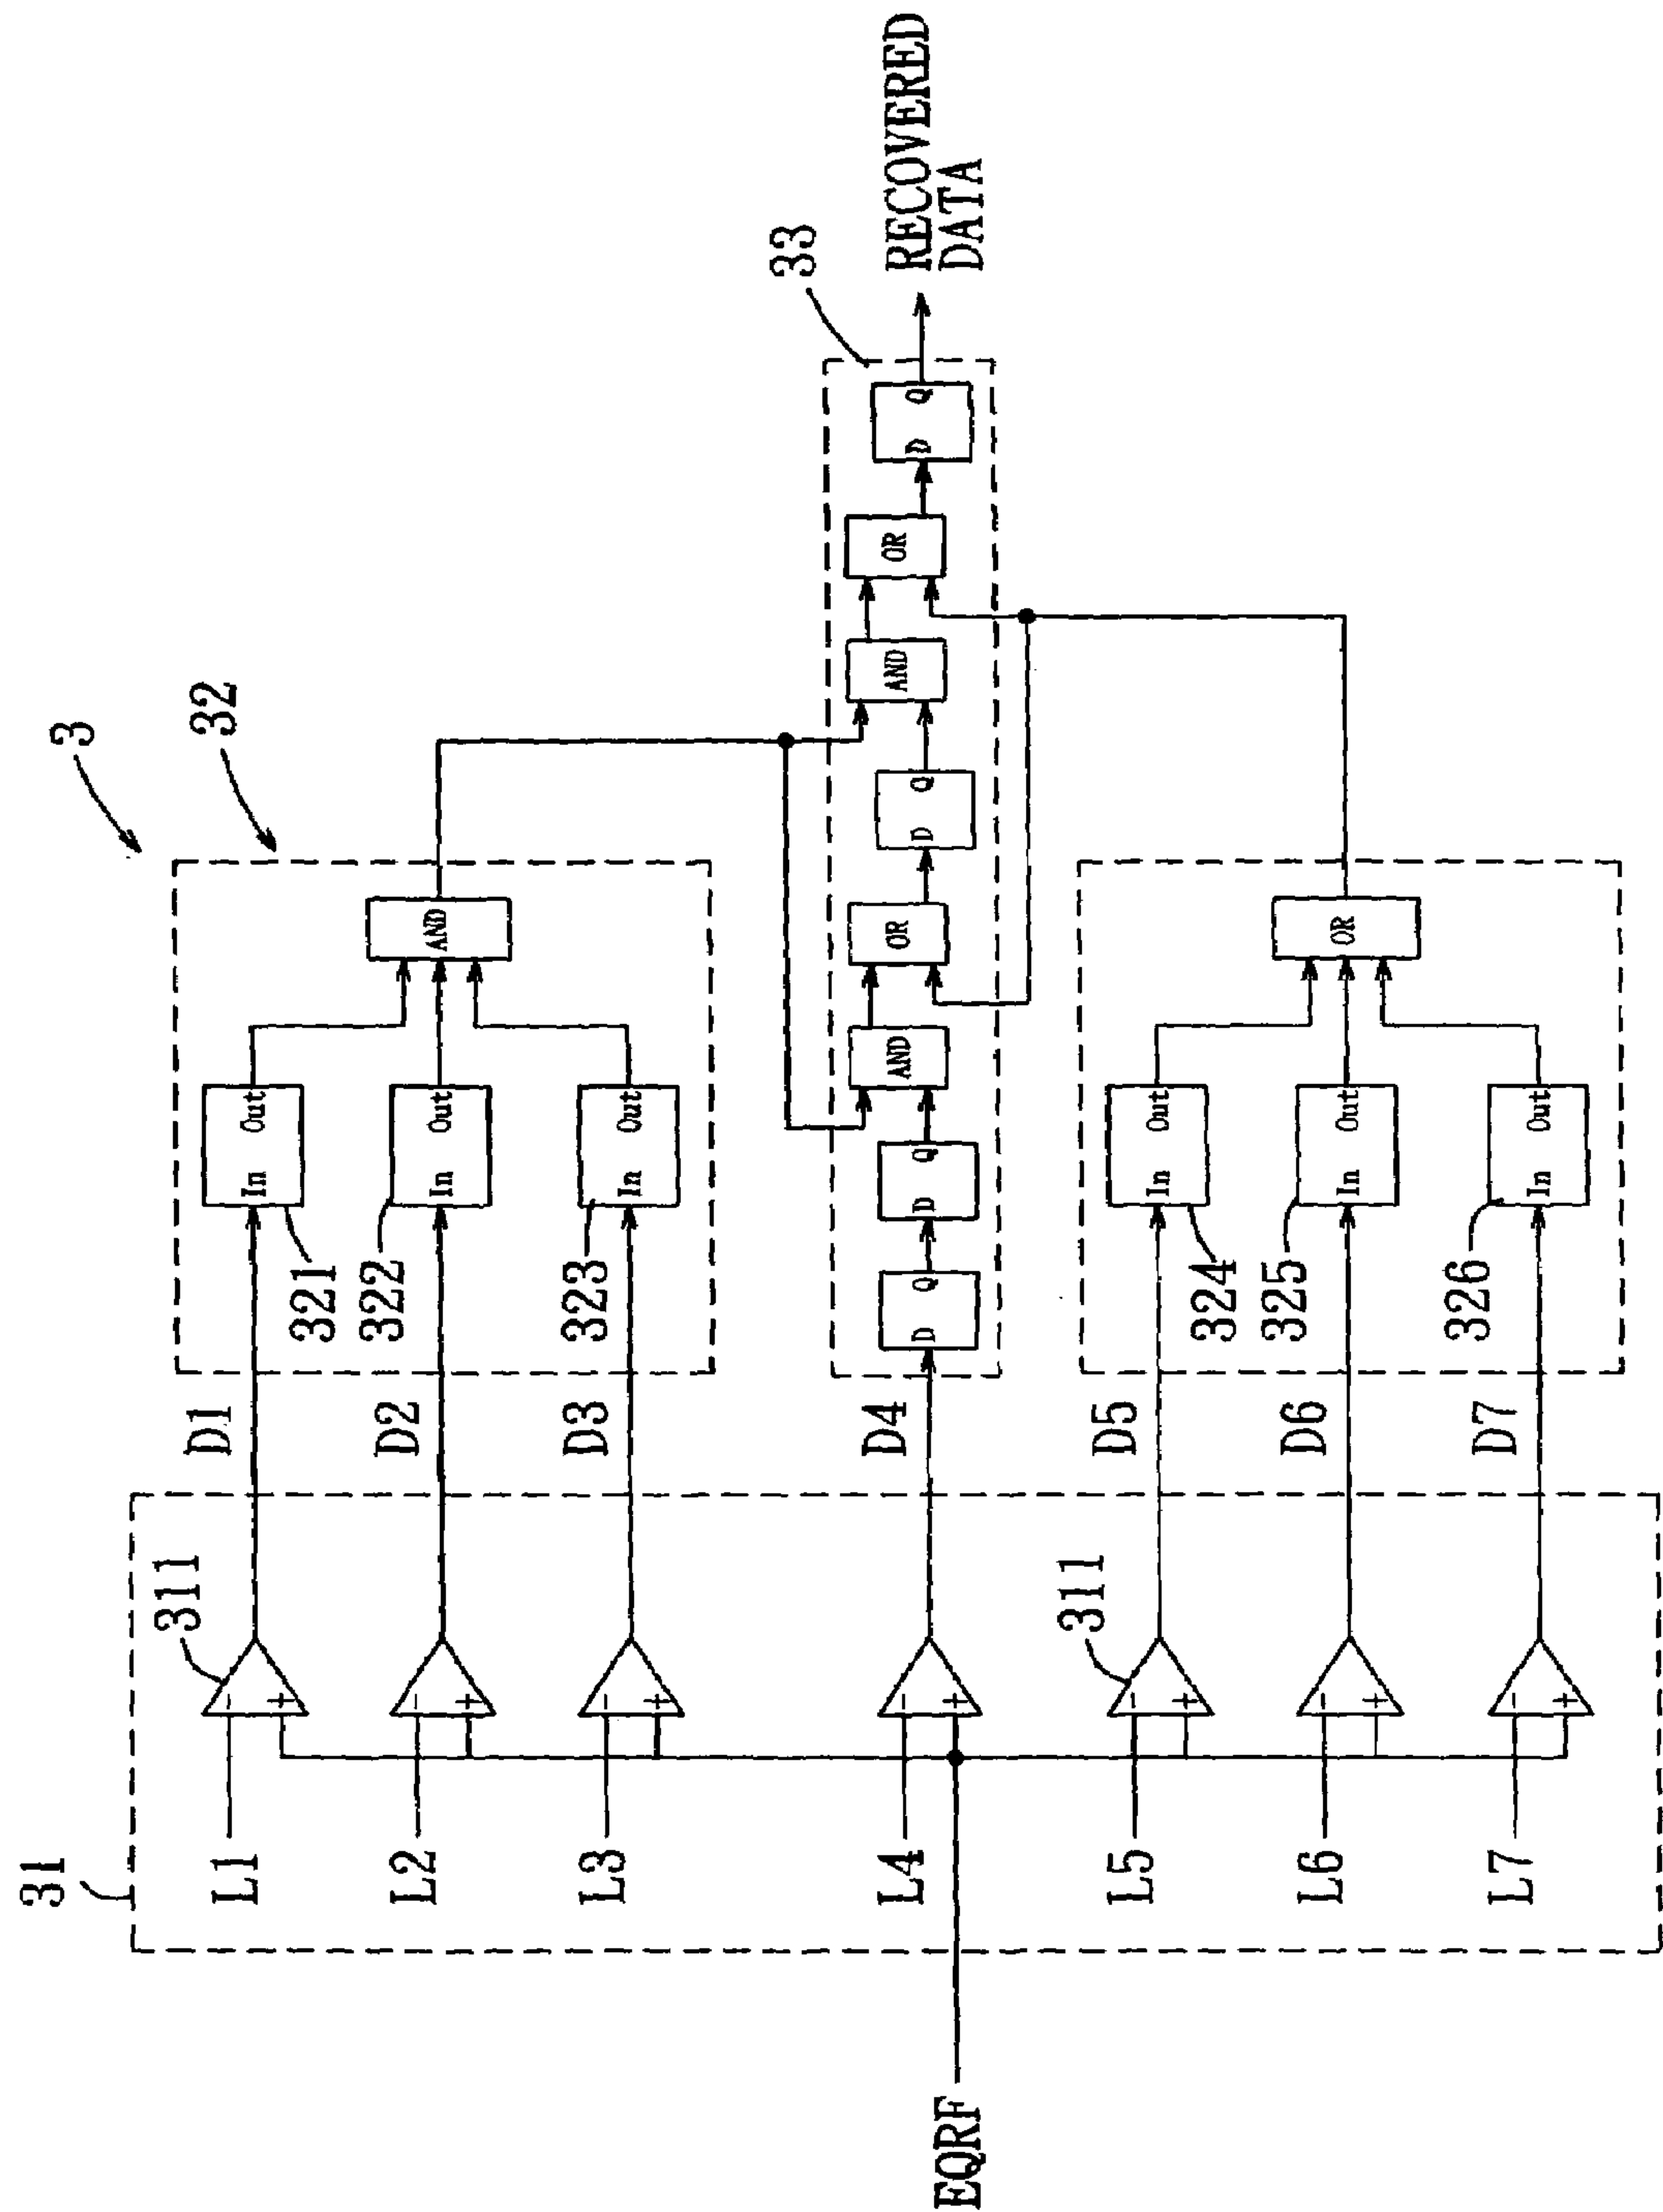 3
31
32
311
L1
D1
In Out
321
L2
D2
In Out
322
AND
L3
D3
In Out
323
33
L4
D4
D Q
D Q
AND
OR
D Q
AND
OR
D Q
RECOVERED
DATA
EQRF
311
L5
D5
In Out
324
L6
D6
In Out
325
OR
L7
D7
In Out
326
- +
- +
- +
- +
- +
- +
- +